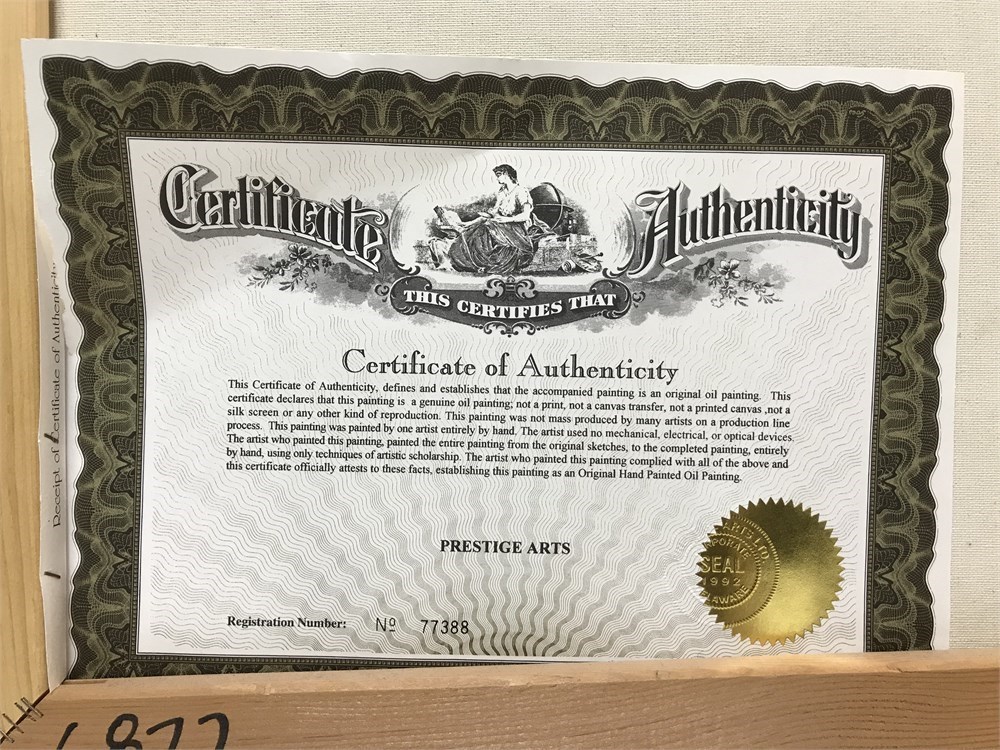 Certificate Authenticity
THIS CERTIFIES THAT
Certificate of Authenticity
This Certificate of Authenticity, defines and establishes that the accompanied painting is an original oil painting. This
certificate declares that this painting is a genuine oil painting; not a print, not a canvas transfer, not a printed canvas ,not a
silk screen or any other kind of reproduction. This painting was not mass produced by many artists on a production line
process. This painting was painted by one artist entirely by hand. The artist used no mechanical, electrical, or optical devices.
The artist who painted this painting, painted the entire painting from the original sketches, to the completed painting, entirely
by hand, using only techniques of artistic scholarship. The artist who painted this painting complied with all of the above and
this certificate officially attests to these facts, establishing this painting as an Original Hand Painted Oil Painting.
PRESTIGE ARTS
Registration Number: Nº 77388
SEAL
1992
Receipt of Certificate of